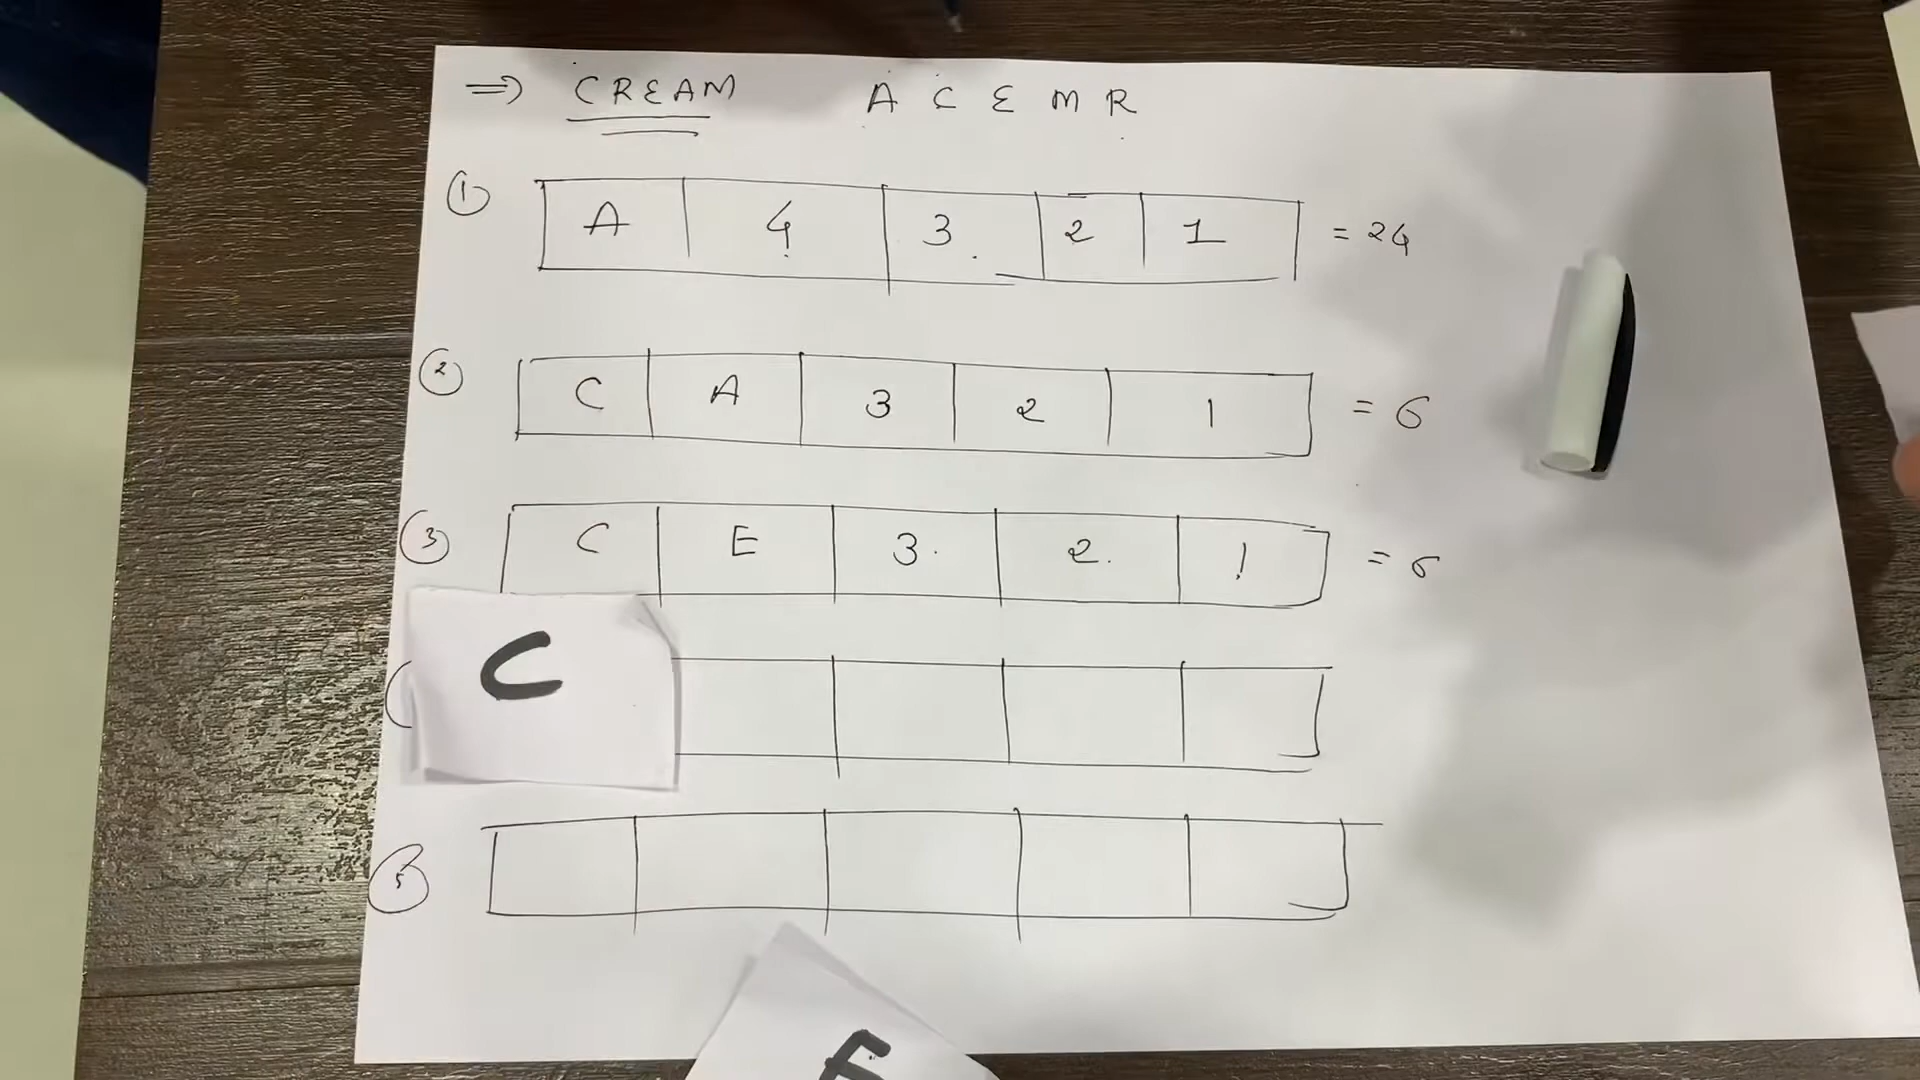 ⇒ CREAM A C E M R
① A 4 3 2 1 = 24
② C A 3 2 1 = 6
③ C E 3 2 1 = 6
C
⑤
E